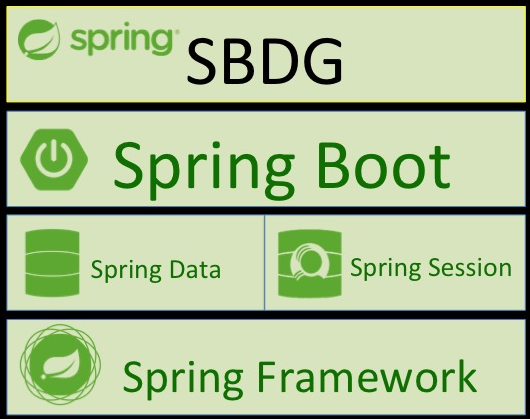 spring
SBDG
Spring Boot
Spring Data
Spring Session
Spring Framework